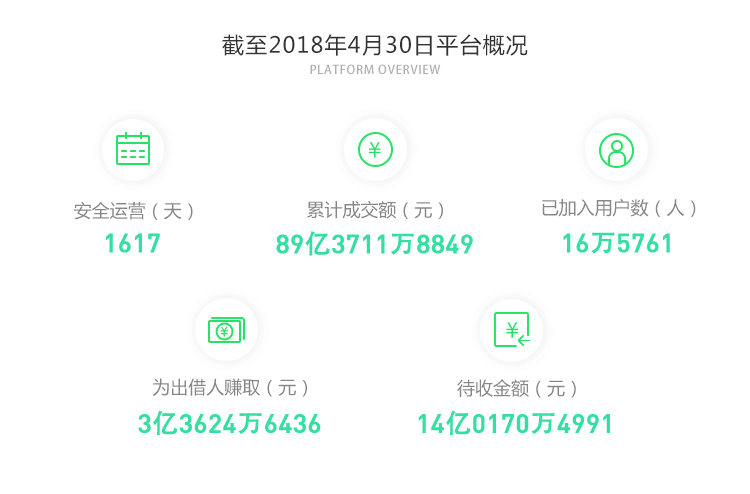 截至2018年4月30日平台概况
PLATFORM OVERVIEW
安全运营（天）
1617
累计成交额（元）
89亿3711万8849
已加入用户数（人）
16万5761
为出借人赚取（元）
3亿3624万6436
待收金额（元）
14亿0170万4991